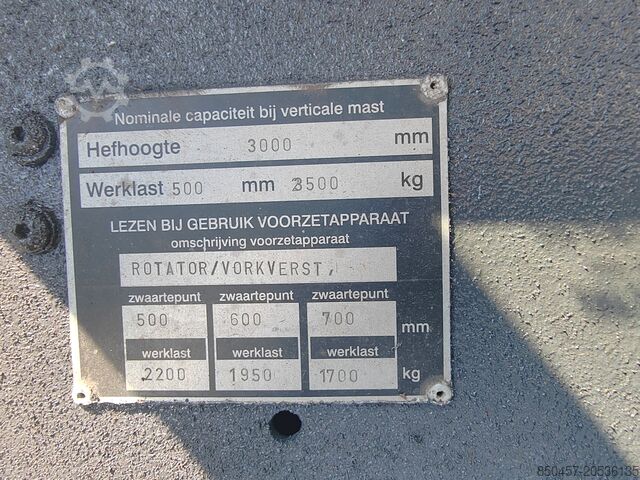 Nominale capaciteit bij verticale mast
Hefhoogte 3000 mm
Werklast 500 mm 3500 kg
LEZEN BIJ GEBRUIK VOORZETAPPARAAT
omschrijving voorzetapparaat
ROTATOR/VORKVERST,
zwaartepunt zwaartepunt zwaartepunt
500 600 700 mm
werklast werklast werklast
2200 1950 1700 kg
850457-20536135